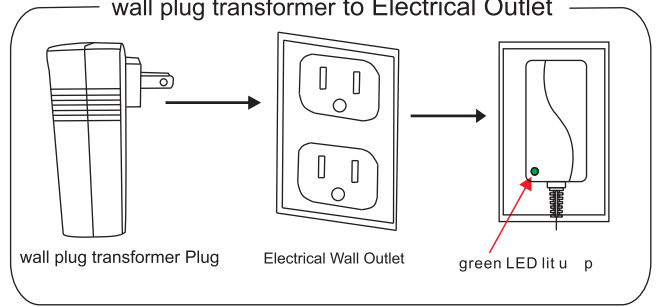 wall plug transformer to Electrical Outlet
wall plug transformer Plug
Electrical Wall Outlet
green LED lit u p